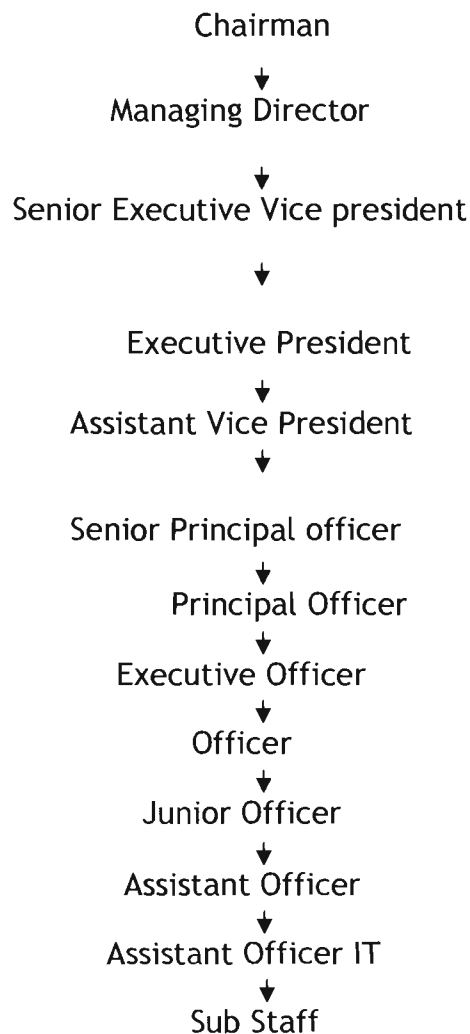 Chairman
Managing Director
Senior Executive Vice president
Executive President
Assistant Vice President
Senior Principal officer
Principal Officer
Executive Officer
Officer
Junior Officer
Assistant Officer
Assistant Officer IT
Sub Staff